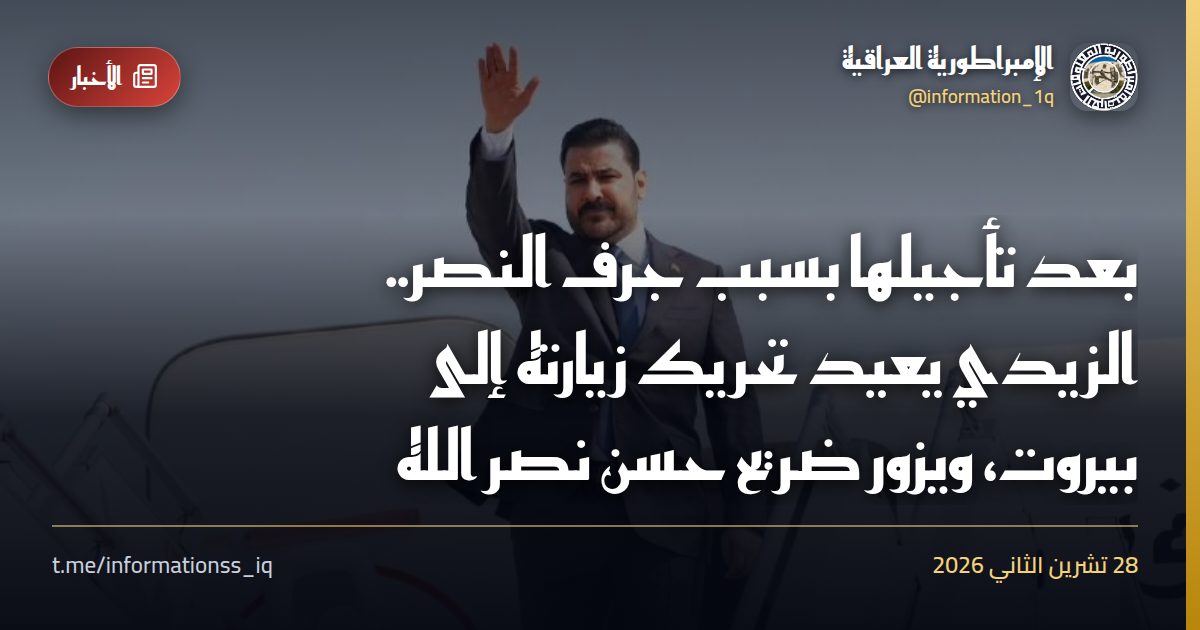 الإمبراطورية العراقية
@information_1q
الأخبار
بعد تأجيلها بسبب جرف النصر..
الزيدي يعيد تحريك زيارته إلى
بيروت، ويزور ضريح حسن نصر الله
28 تشرين الثاني 2026
t.me/informationss_iq